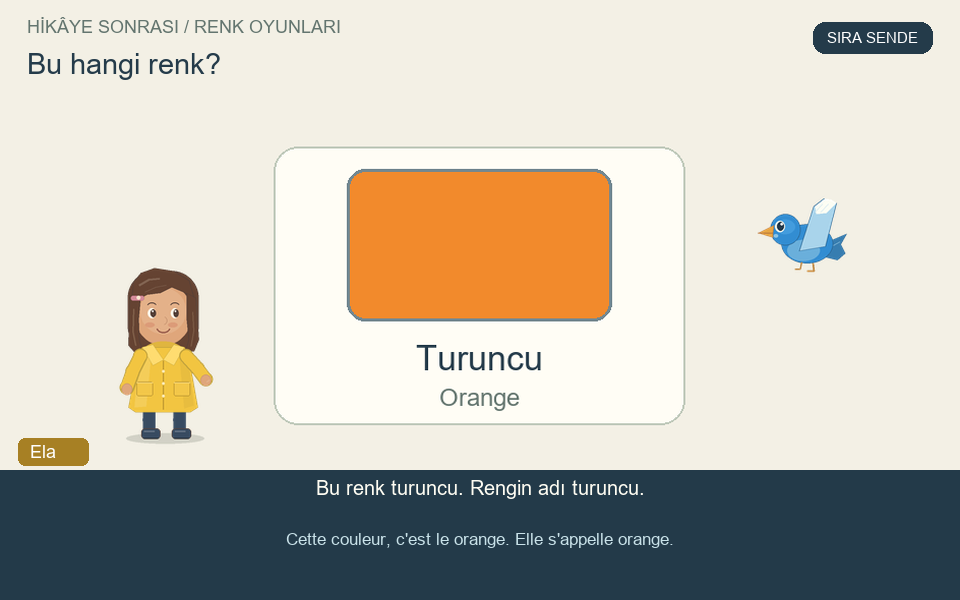 HİKÂYE SONRASI / RENK OYUNLARI
SIRA SENDE
Bu hangi renk?
Turuncu
Orange
Ela
Bu renk turuncu. Rengin adı turuncu.
Cette couleur, c'est le orange. Elle s'appelle orange.